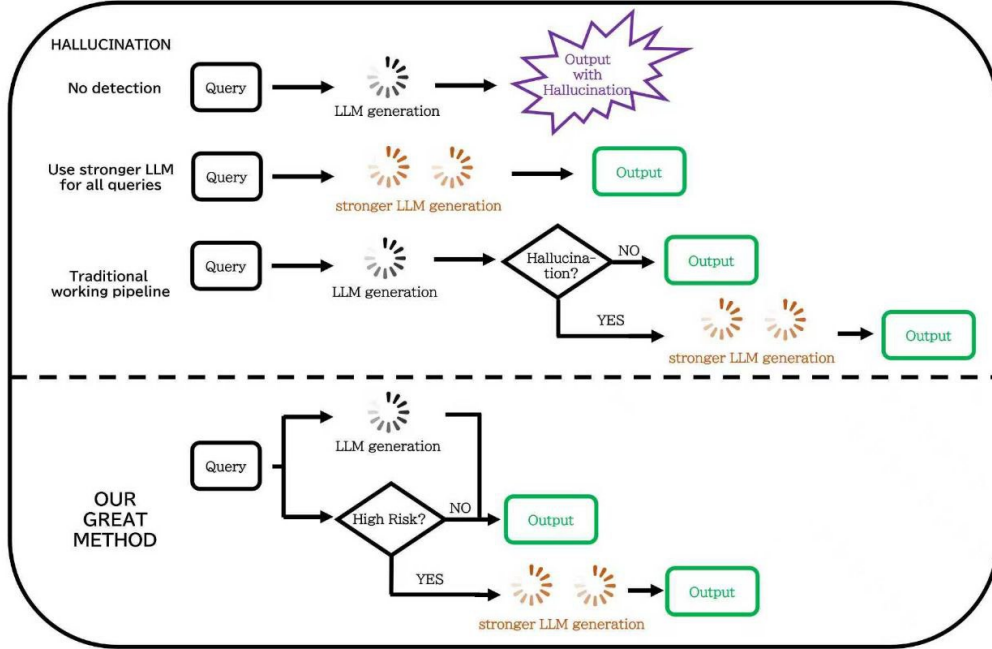 HALLUCINATION
No detection
Query
LLM generation
Output
with
Hallucination
Use stronger LLM
for all queries
Query
stronger LLM generation
Output
Traditional
working pipeline
Query
LLM generation
Hallucina-
tion?
NO
Output
YES
stronger LLM generation
Output
OUR
GREAT
METHOD
Query
LLM generation
High Risk?
NO
Output
YES
stronger LLM generation
Output